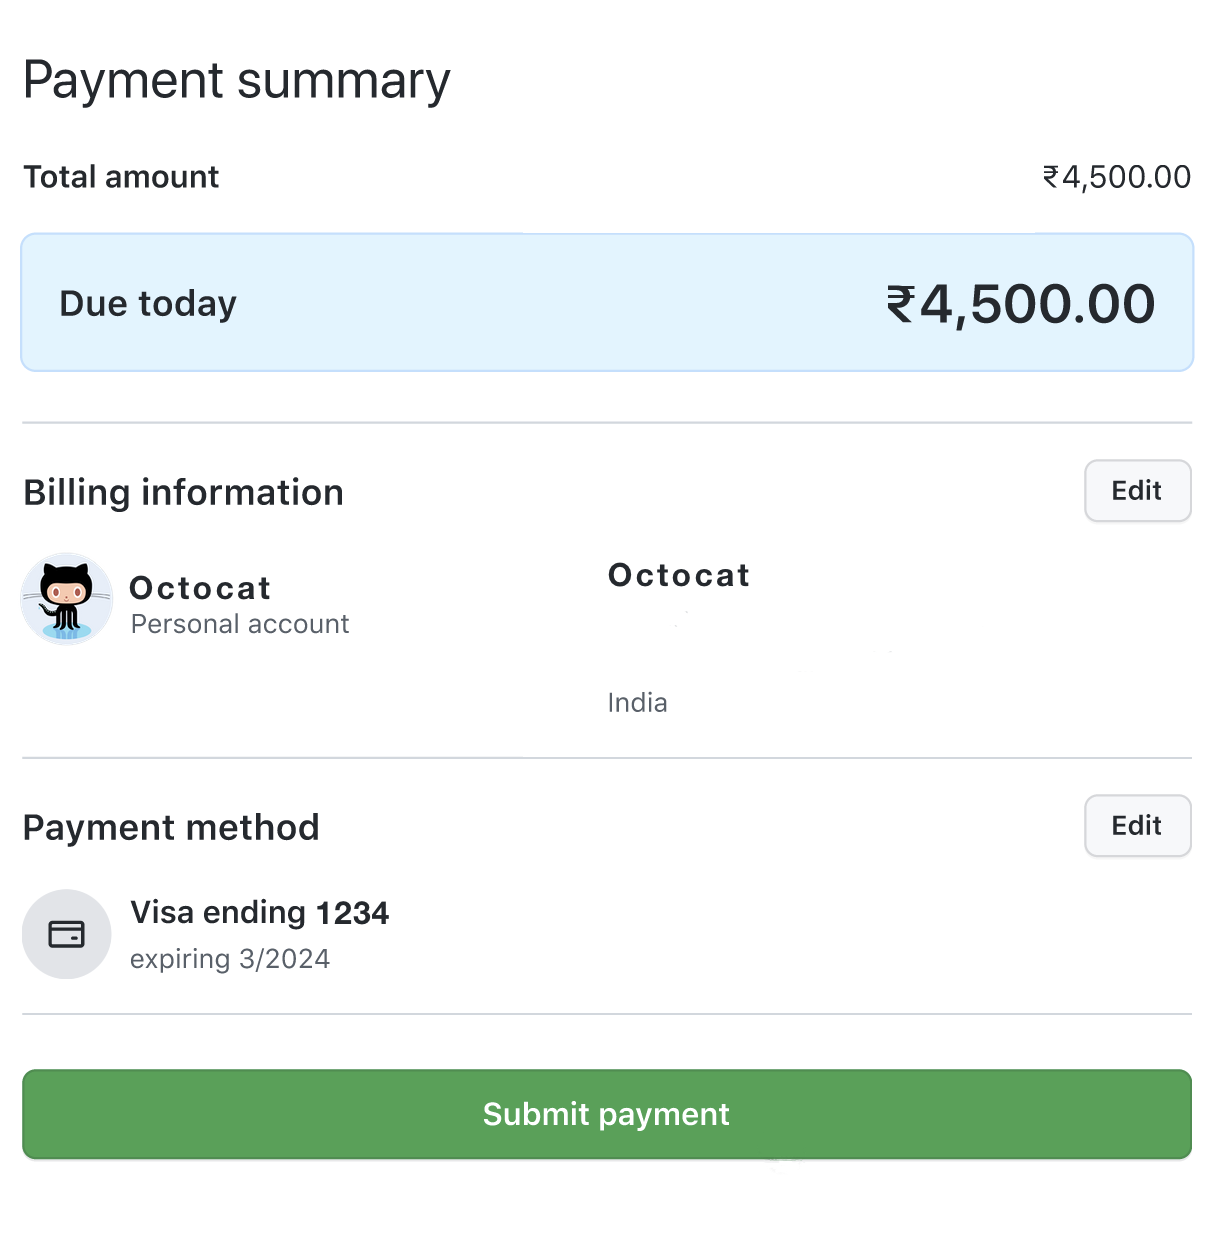 Payment summary
Total amount ₹4,500.00
Due today ₹4,500.00
Billing information Edit
Octocat
Personal account
Octocat
India
Payment method Edit
Visa ending 1234
expiring 3/2024
Submit payment